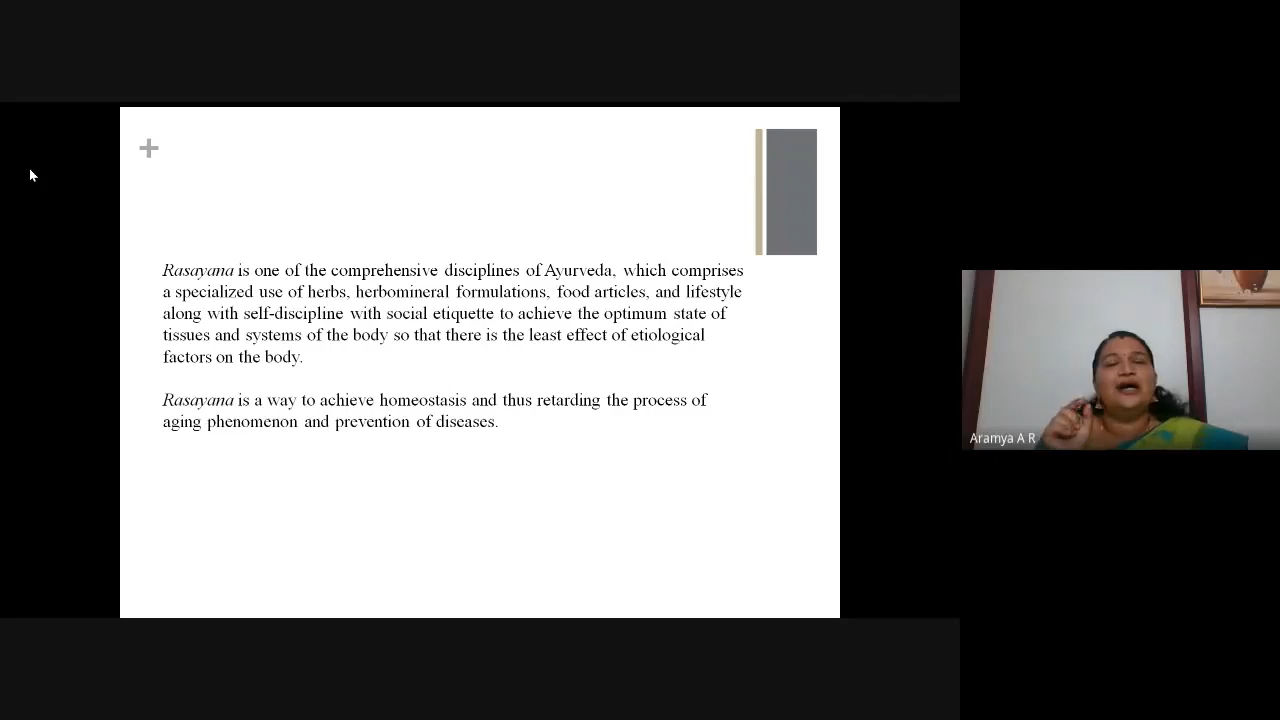 Rasayana is one of the comprehensive disciplines of Ayurveda, which comprises
a specialized use of herbs, herbomineral formulations, food articles, and lifestyle
along with self-discipline with social etiquette to achieve the optimum state of
tissues and systems of the body so that there is the least effect of etiological
factors on the body.
Rasayana is a way to achieve homeostasis and thus retarding the process of
aging phenomenon and prevention of diseases.
Aramya A R